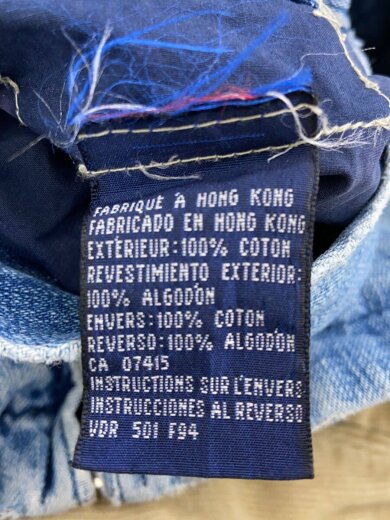 FABRIQUÉ À HONG KONG
FABRICADO EN HONG KONG
EXTÉRIEUR:100% COTON
REVESTIMIENTO EXTERIOR:
100% ALGODÓN
ENVERS:100% COTON
REVERSO:100% ALGODÓN
CA 07415
INSTRUCTIONS SUR L'ENVERS
INSTRUCCIONES AL REVERSO
VDR 501 F94